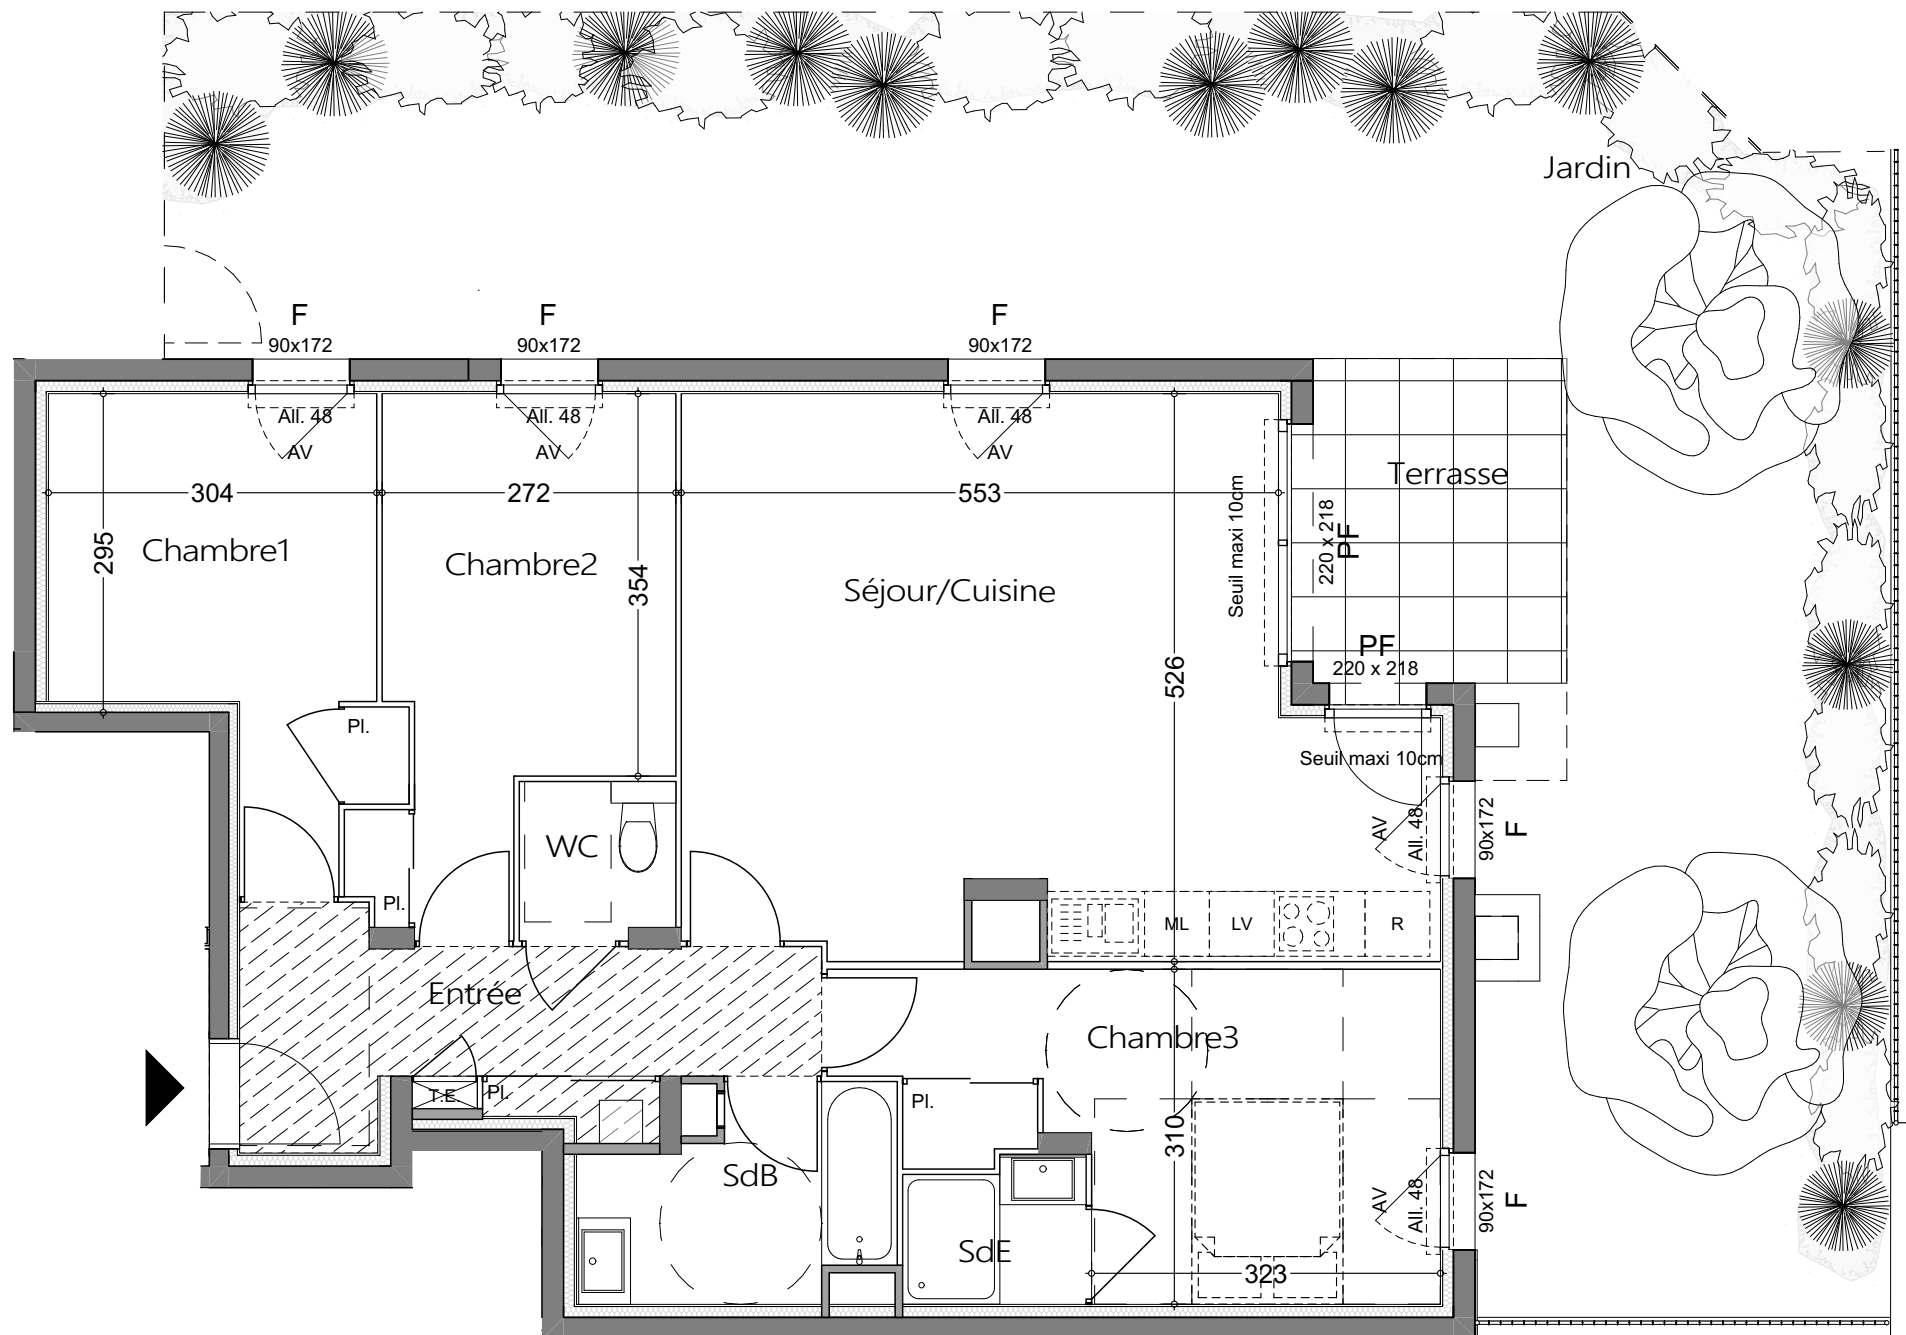 Jardin
F
90x172
F
90x172
F
90x172
All. 48
AV
All. 48
AV
All. 48
AV
Terrasse
304
272
553
Seuil maxi 10cm
220 x 218
PF
295
Chambre1
Chambre2
354
Séjour/Cuisine
526
PF
220 x 218
Pl.
Seuil maxi 10cm
AV
All. 48
90x172
F
WC
Pl.
ML
LV
R
Entrée
Chambre3
T.E.
Pl.
Pl.
310
SdB
AV
All. 48
90x172
F
SdE
323